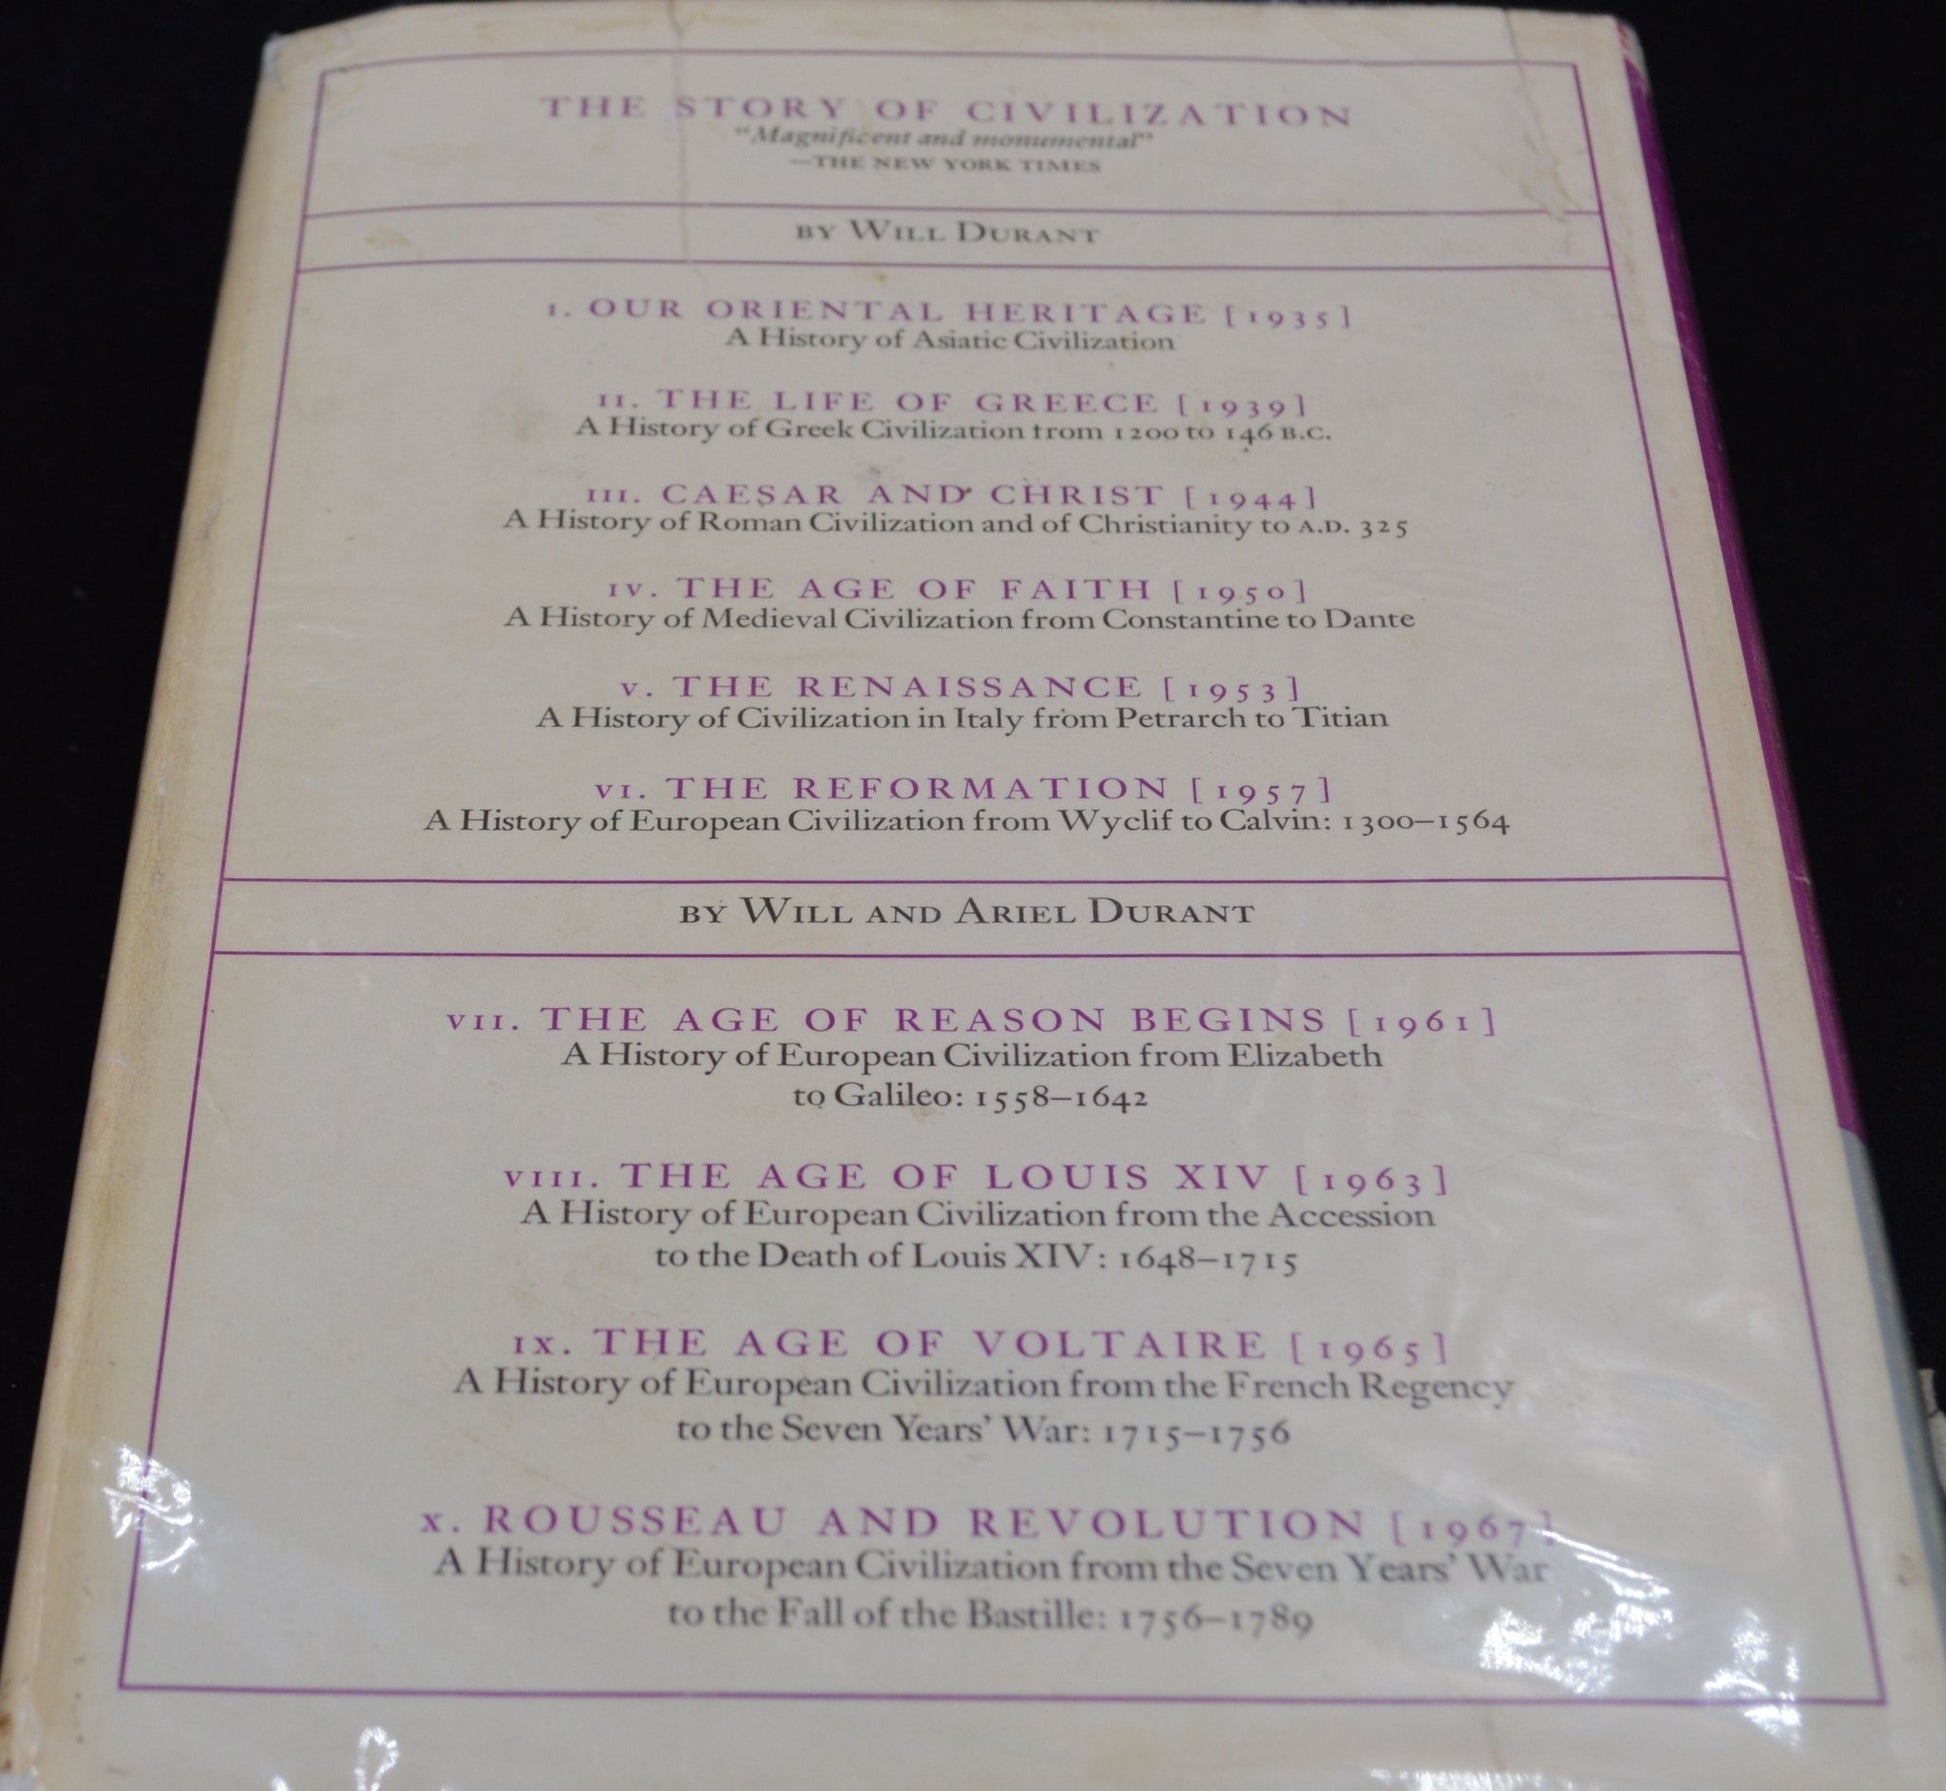 THE STORY OF CIVILIZATION
"Magnificent and monumental"
—THE NEW YORK TIMES
BY WILL DURANT
I. OUR ORIENTAL HERITAGE [1935]
A History of Asiatic Civilization
II. THE LIFE OF GREECE [1939]
A History of Greek Civilization from 1200 to 146 B.C.
III. CAESAR AND CHRIST [1944]
A History of Roman Civilization and of Christianity to A.D. 325
IV. THE AGE OF FAITH [1950]
A History of Medieval Civilization from Constantine to Dante
V. THE RENAISSANCE [1953]
A History of Civilization in Italy from Petrarch to Titian
VI. THE REFORMATION [1957]
A History of European Civilization from Wyclif to Calvin: 1300–1564
BY WILL AND ARIEL DURANT
VII. THE AGE OF REASON BEGINS [1961]
A History of European Civilization from Elizabeth
to Galileo: 1558–1642
VIII. THE AGE OF LOUIS XIV [1963]
A History of European Civilization from the Accession
to the Death of Louis XIV: 1648–1715
IX. THE AGE OF VOLTAIRE [1965]
A History of European Civilization from the French Regency
to the Seven Years' War: 1715–1756
X. ROUSSEAU AND REVOLUTION [1967]
A History of European Civilization from the Seven Years' War
to the Fall of the Bastille: 1756–1789